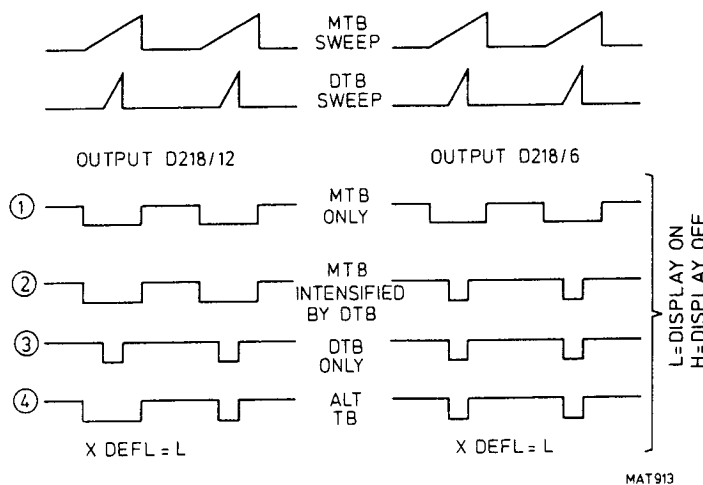 MTB
SWEEP
DTB
SWEEP
OUTPUT D218/12
OUTPUT D218/6
① MTB
ONLY
② MTB
INTENSIFIED
BY DTB
③ DTB
ONLY
④ ALT
TB
X DEFL = L
X DEFL = L
L=DISPLAY ON
H=DISPLAY OFF
MAT913